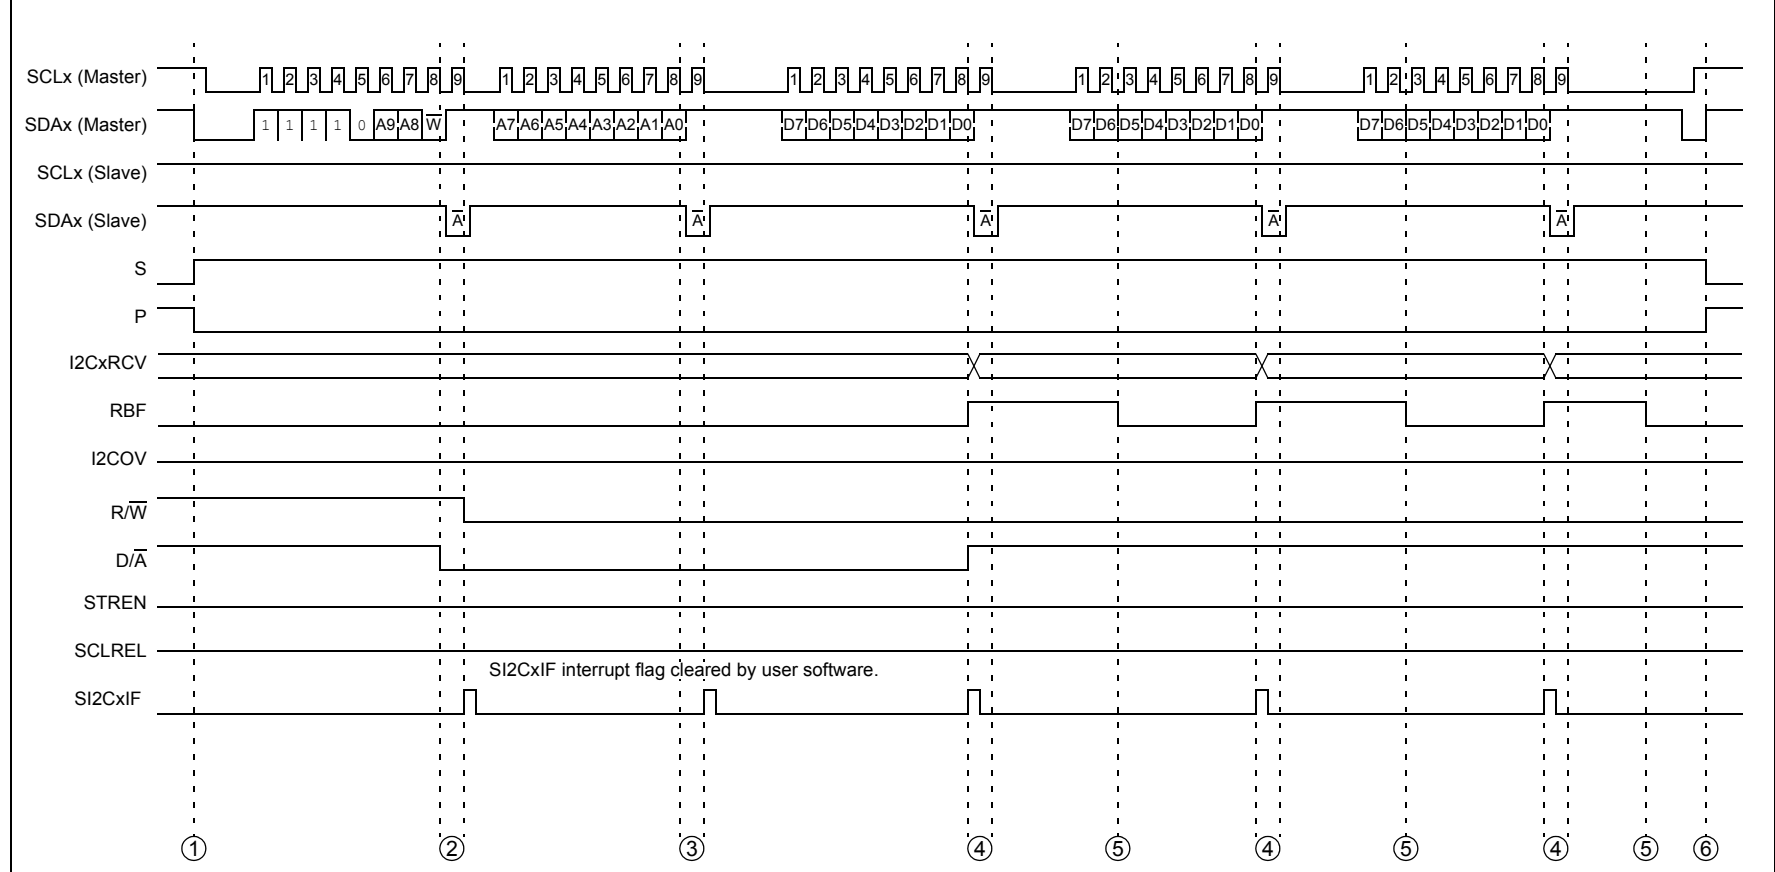 SCLx (Master) 1 2 3 4 5 6 7 8 9 1 2 3 4 5 6 7 8 9 1 2 3 4 5 6 7 8 9 1 2 3 4 5 6 7 8 9 1 2 3 4 5 6 7 8 9
SDAx (Master) 1 1 1 1 0 A9 A8 W̅ A7 A6 A5 A4 A3 A2 A1 A0 D7 D6 D5 D4 D3 D2 D1 D0 D7 D6 D5 D4 D3 D2 D1 D0 D7 D6 D5 D4 D3 D2 D1 D0
SCLx (Slave)
SDAx (Slave) A̅ A̅ A̅ A̅ A̅
S
P
I2CxRCV
RBF
I2COV
R/W̅
D/A̅
STREN
SCLREL
SI2CxIF interrupt flag cleared by user software.
SI2CxIF
① ② ③ ④ ⑤ ④ ⑤ ④ ⑤ ⑥